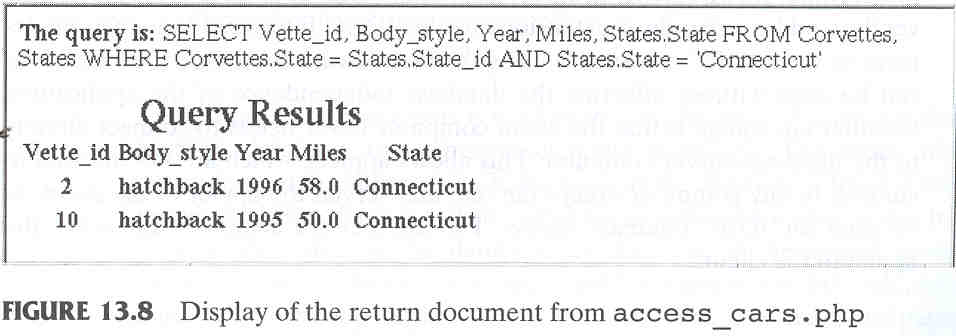 The query is: SELECT Vette_id, Body_style, Year, Miles, States.State FROM Corvettes,
States WHERE Corvettes.State = States.State_id AND States.State = 'Connecticut'
Query Results
Vette_id Body_style Year Miles State
2 hatchback 1996 58.0 Connecticut
10 hatchback 1995 50.0 Connecticut
FIGURE 13.8 Display of the return document from access_cars.php